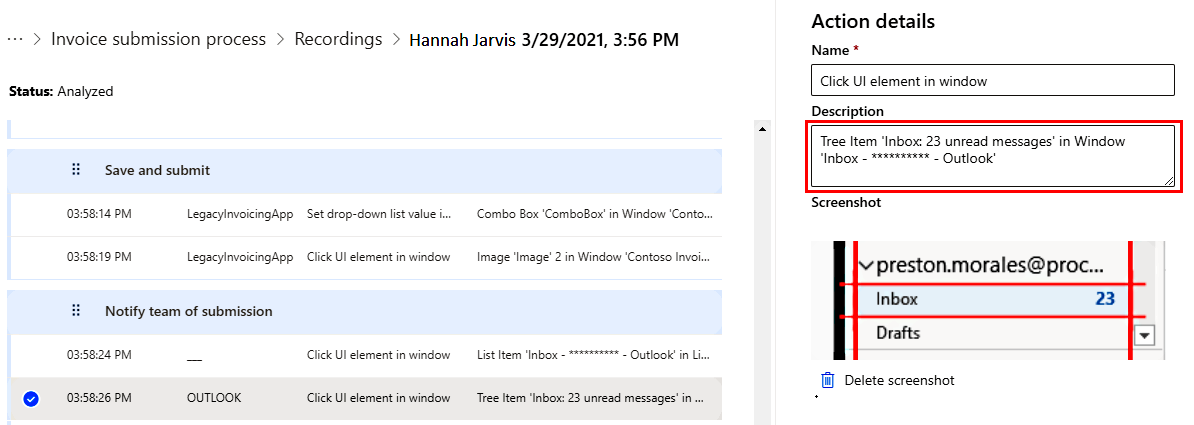 ··· > Invoice submission process > Recordings > Hannah Jarvis 3/29/2021, 3:56 PM
Status: Analyzed
Save and submit
03:58:14 PM LegacyInvoicingApp Set drop-down list value i... Combo Box 'ComboBox' in Window 'Conto...
03:58:19 PM LegacyInvoicingApp Click UI element in window Image 'Image' 2 in Window 'Contoso Invoi...
Notify team of submission
03:58:24 PM ___ Click UI element in window List Item 'Inbox - ********** - Outlook' in Li...
03:58:26 PM OUTLOOK Click UI element in window Tree Item 'Inbox: 23 unread messages' in ...
Action details
Name *
Click UI element in window
Description
Tree Item 'Inbox: 23 unread messages' in Window
'Inbox - ********** - Outlook'
Screenshot
preston.morales@proc...
Inbox 23
Drafts
Delete screenshot